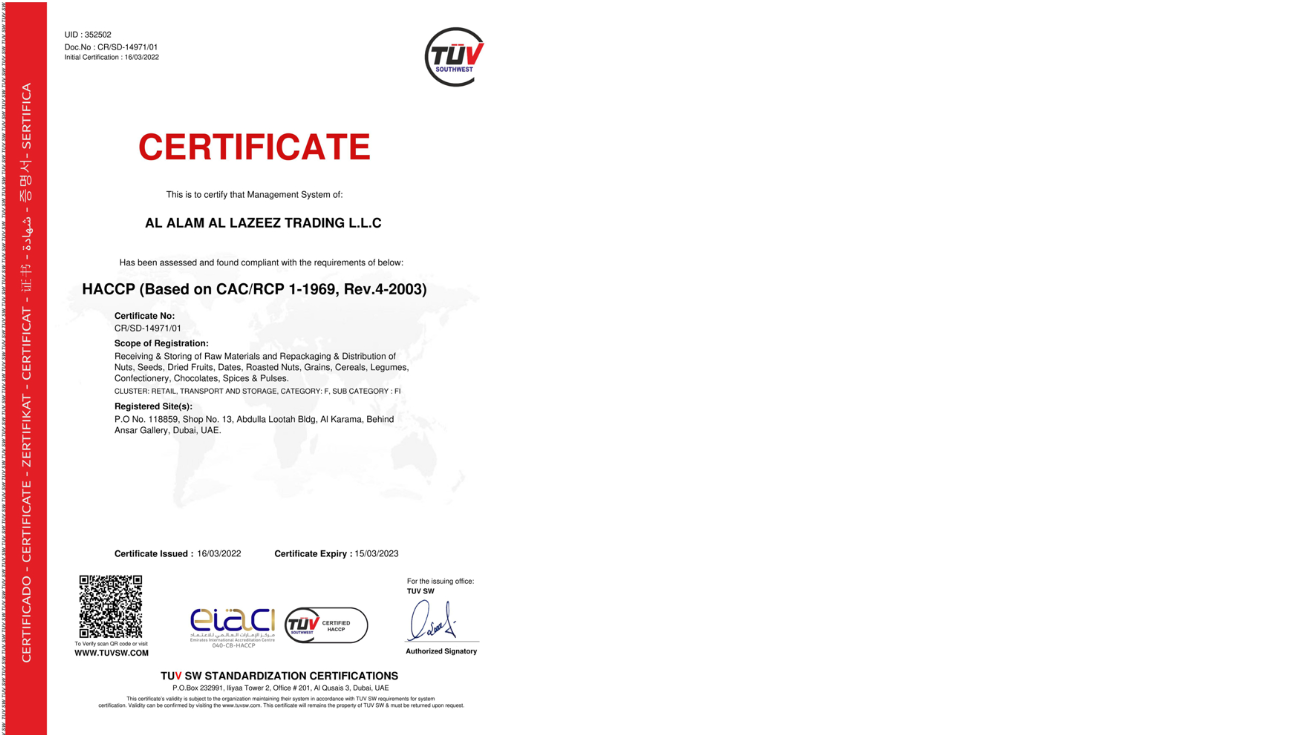 UID : 352502
Doc.No : CR/SD-14971/01
Initial Certification : 16/03/2022
TÜV
SOUTHWEST
CERTIFICADO - CERTIFICATE - ZERTIFIKAT - CERTIFICAT - 证书 - شهادة - 증명서 - SERTIFICA
CERTIFICATE
This is to certify that Management System of:
AL ALAM AL LAZEEZ TRADING L.L.C
Has been assessed and found compliant with the requirements of below:
HACCP (Based on CAC/RCP 1-1969, Rev.4-2003)
Certificate No:
CR/SD-14971/01
Scope of Registration:
Receiving & Storing of Raw Materials and Repackaging & Distribution of
Nuts, Seeds, Dried Fruits, Dates, Roasted Nuts, Grains, Cereals, Legumes,
Confectionery, Chocolates, Spices & Pulses.
CLUSTER: RETAIL, TRANSPORT AND STORAGE, CATEGORY: F, SUB CATEGORY : FI
Registered Site(s):
P.O No. 118859, Shop No. 13, Abdulla Lootah Bldg, Al Karama, Behind
Ansar Gallery, Dubai, UAE.
Certificate Issued : 16/03/2022 Certificate Expiry : 15/03/2023
To Verify scan QR code or visit
WWW.TUVSW.COM
eiac
مركز الإمارات العالمي للاعتماد
Emirates International Accreditation Centre
060-CB-HACCP
TÜV
SOUTHWEST
CERTIFIED
HACCP
For the issuing office:
TUV SW
Authorized Signatory
TUV SW STANDARDIZATION CERTIFICATIONS
P.O.Box 232991, Iliyaa Tower 2, Office # 201, Al Qusais 3, Dubai, UAE
This certificate's validity is subject to the organization maintaining their system in accordance with TUV SW requirements for system
certification. Validity can be confirmed by visiting the www.tuvsw.com. This certificate will remains the property of TUV SW & must be returned upon request.